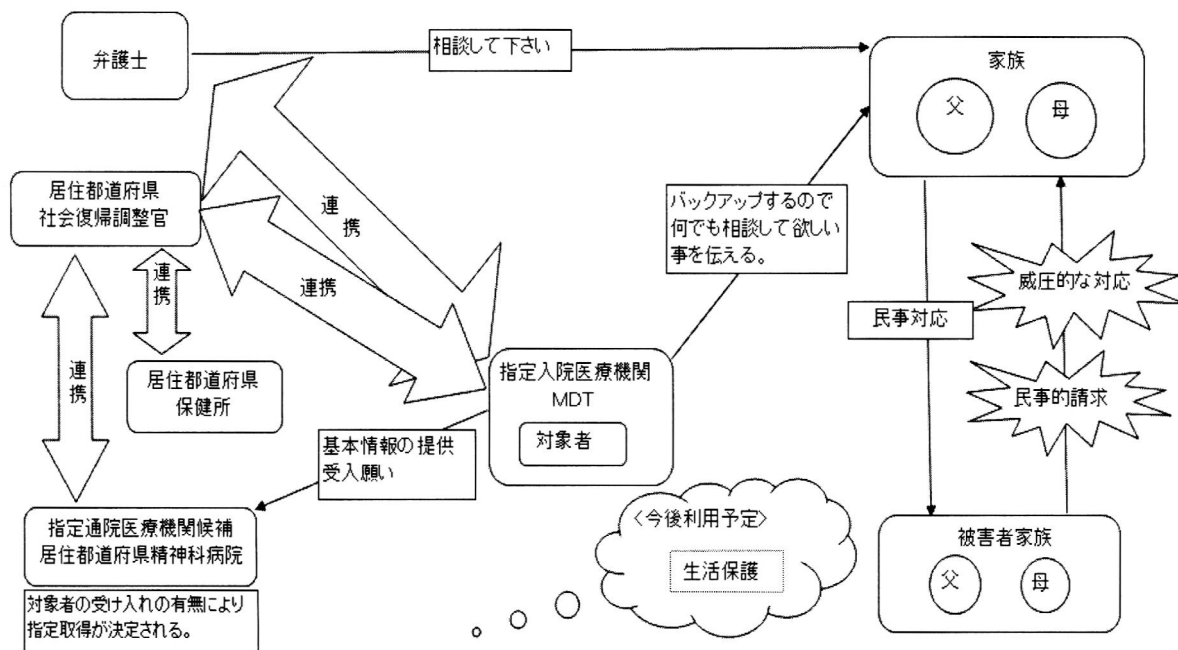 弁護士
相談して下さい
家族
父
母
居住都道府県
社会復帰調整官
連携
連携
連携
連携
居住都道府県
保健所
バックアップするので
何でも相談して欲しい
事を伝える。
威圧的な対応
民事対応
民事的請求
指定入院医療機関
MDT
対象者
基本情報の提供
受入願い
指定通院医療機関候補
居住都道府県精神科病院
対象者の受け入れの有無により
指定取得が決定される。
〈今後利用予定〉
生活保護
被害者家族
父
母